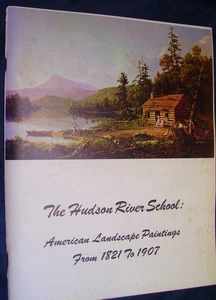 The Hudson River School:
American Landscape Paintings
From 1821 To 1907